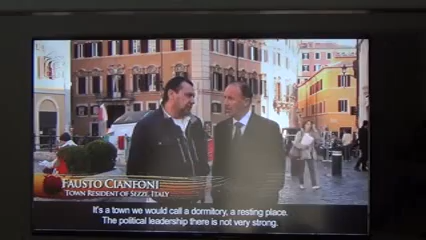 FAUSTO CIANFONI
TOWN RESIDENT OF SEZZE, ITALY
It's a town we would call a dormitory, a resting place.
The political leadership there is not very strong.